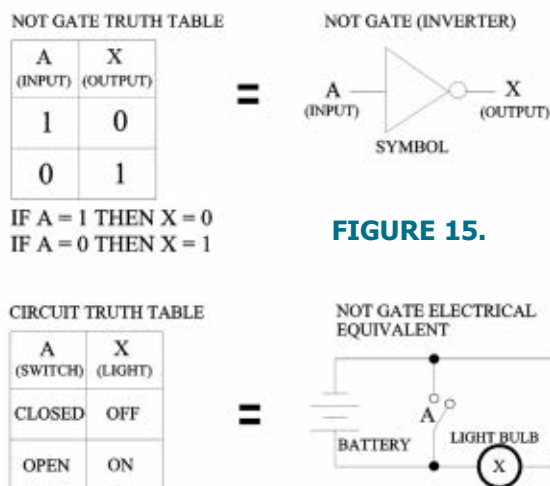 NOT GATE TRUTH TABLE
A X
(INPUT) (OUTPUT)
1 0
0 1
IF A = 1 THEN X = 0
IF A = 0 THEN X = 1
NOT GATE (INVERTER)
A X
(INPUT) (OUTPUT)
SYMBOL
FIGURE 15.
CIRCUIT TRUTH TABLE
A X
(SWITCH) (LIGHT)
CLOSED OFF
OPEN ON
NOT GATE ELECTRICAL
EQUIVALENT
A
BATTERY LIGHT BULB
X